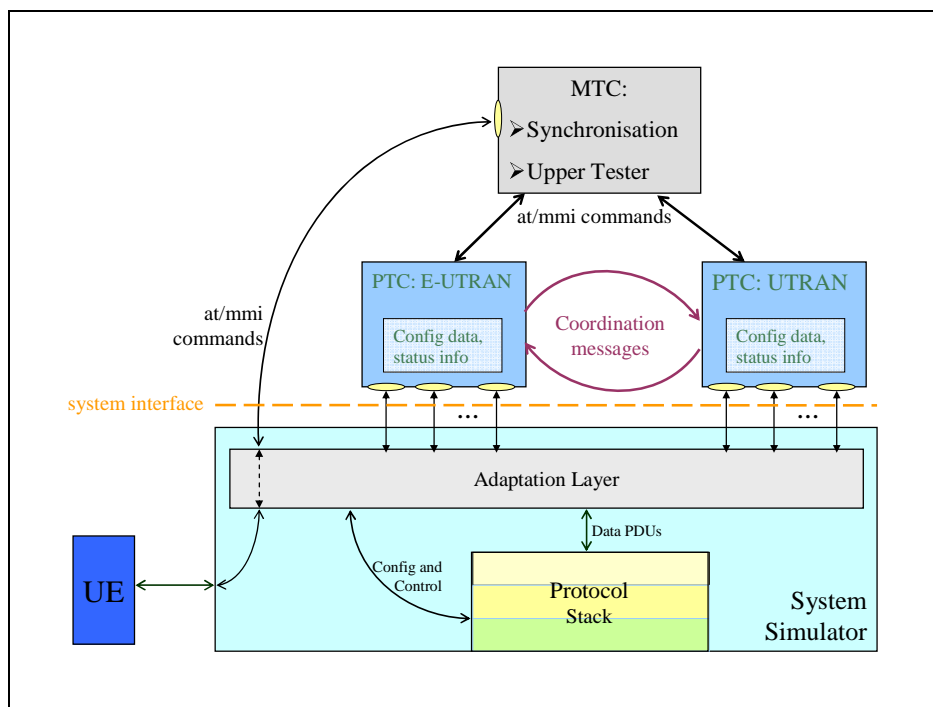 MTC:
➢Synchronisation
➢Upper Tester
at/mmi commands
PTC: E-UTRAN
PTC: UTRAN
at/mmi
commands
Config data,
status info
Coordination
messages
Config data,
status info
system interface
...
...
Adaptation Layer
Data PDUs
Config and
Control
UE
Protocol
Stack
System
Simulator